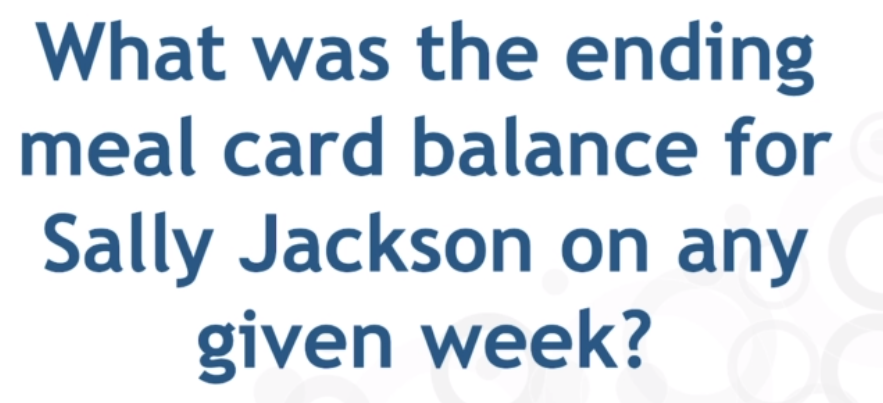 What was the ending
meal card balance for
Sally Jackson on any
given week?